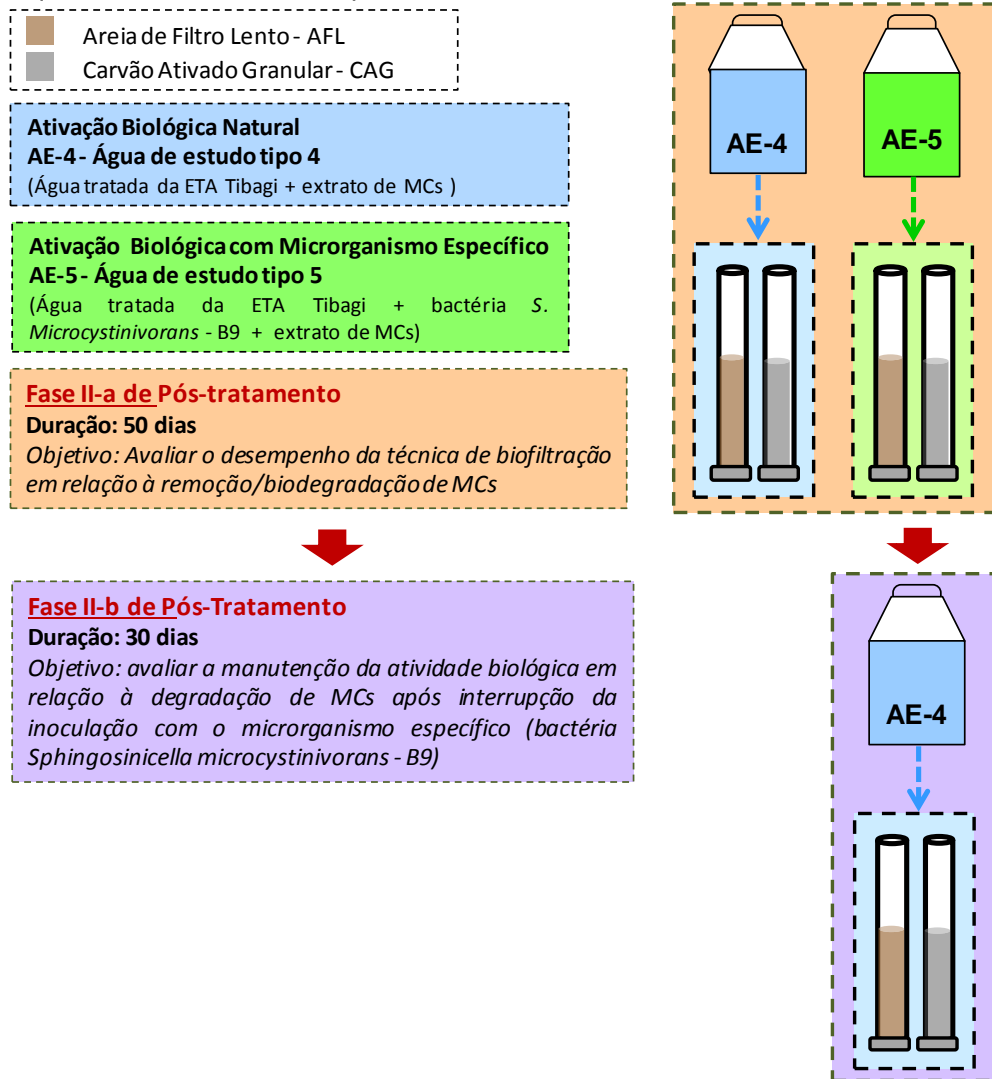 Areia de Filtro Lento - AFL
Carvão Ativado Granular - CAG
Ativação Biológica Natural
AE-4 - Água de estudo tipo 4
(Água tratada da ETA Tibagi + extrato de MCs )
Ativação Biológica com Microrganismo Específico
AE-5 - Água de estudo tipo 5
(Água tratada da ETA Tibagi + bactéria S.
Microcystinivorans - B9 + extrato de MCs)
Fase II-a de Pós-tratamento
Duração: 50 dias
Objetivo: Avaliar o desempenho da técnica de biofiltração
em relação à remoção/biodegradação de MCs
Fase II-b de Pós-Tratamento
Duração: 30 dias
Objetivo: avaliar a manutenção da atividade biológica em
relação à degradação de MCs após interrupção da
inoculação com o microrganismo específico (bactéria
Sphingosinicella microcystinivorans - B9)
AE-4
AE-5
AE-4